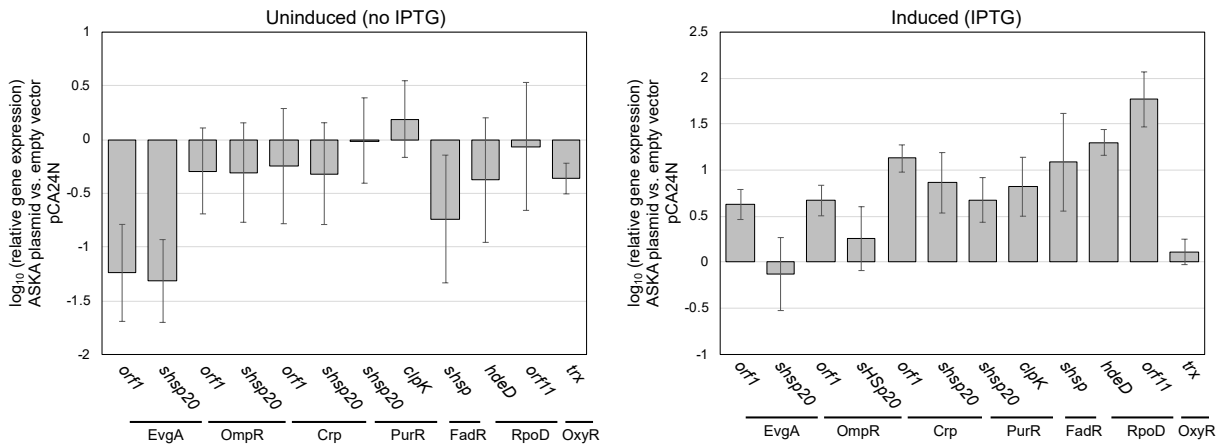 Uninduced (no IPTG)
log₁₀ (relative gene expression)
ASKA plasmid vs. empty vector
pCA24N
1
0.5
0
-0.5
-1
-1.5
-2
orf1
shsp20
orf1
shsp20
orf1
shsp20
shsp20
clpK
shsp
hdeD
orf11
trx
EvgA
OmpR
Crp
PurR
FadR
RpoD
OxyR
Induced (IPTG)
log₁₀ (relative gene expression)
ASKA plasmid vs. empty vector
pCA24N
2.5
2
1.5
1
0.5
0
-0.5
-1
orf1
shsp20
orf1
sHSp20
orf1
shsp20
shsp20
clpK
shsp
hdeD
orf11
trx
EvgA
OmpR
Crp
PurR
FadR
RpoD
OxyR